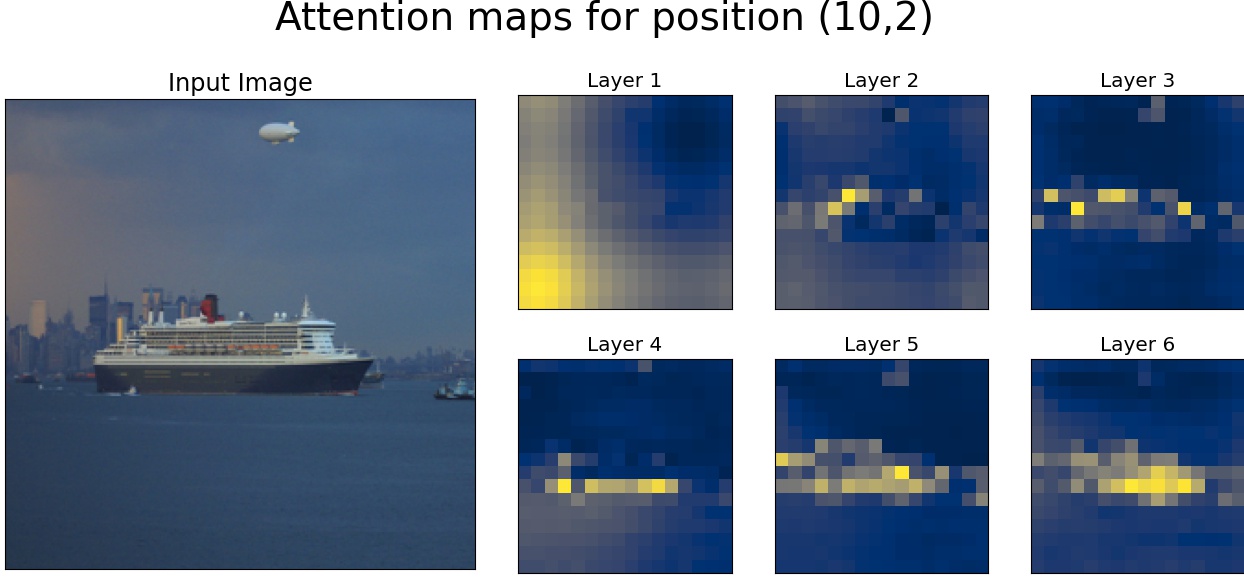 Attention maps for position (10,2)
Input Image
Layer 1
Layer 2
Layer 3
Layer 4
Layer 5
Layer 6